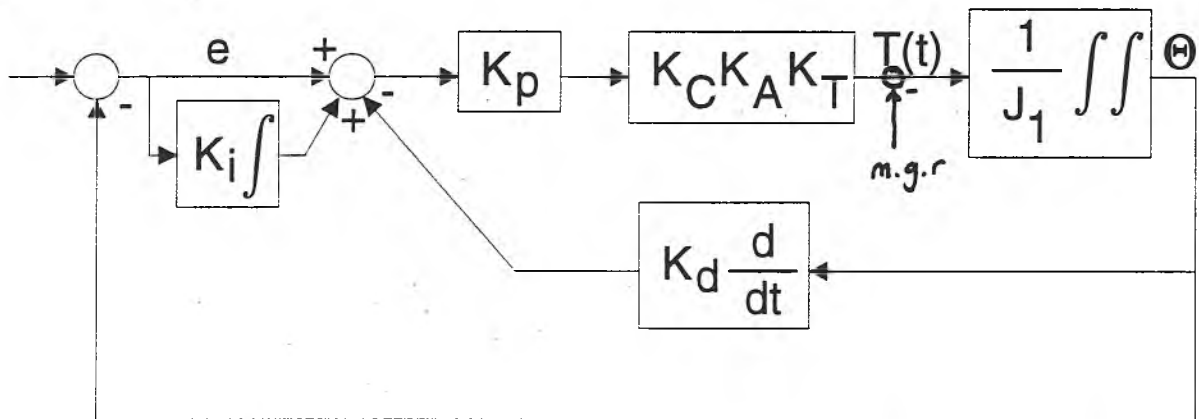 e
+
+
-
-
+
K_p
K_C K_A K_T
T(t)
-
1
J_1
∫∫
Θ
K_i ∫
m.g.r
K_d d
dt